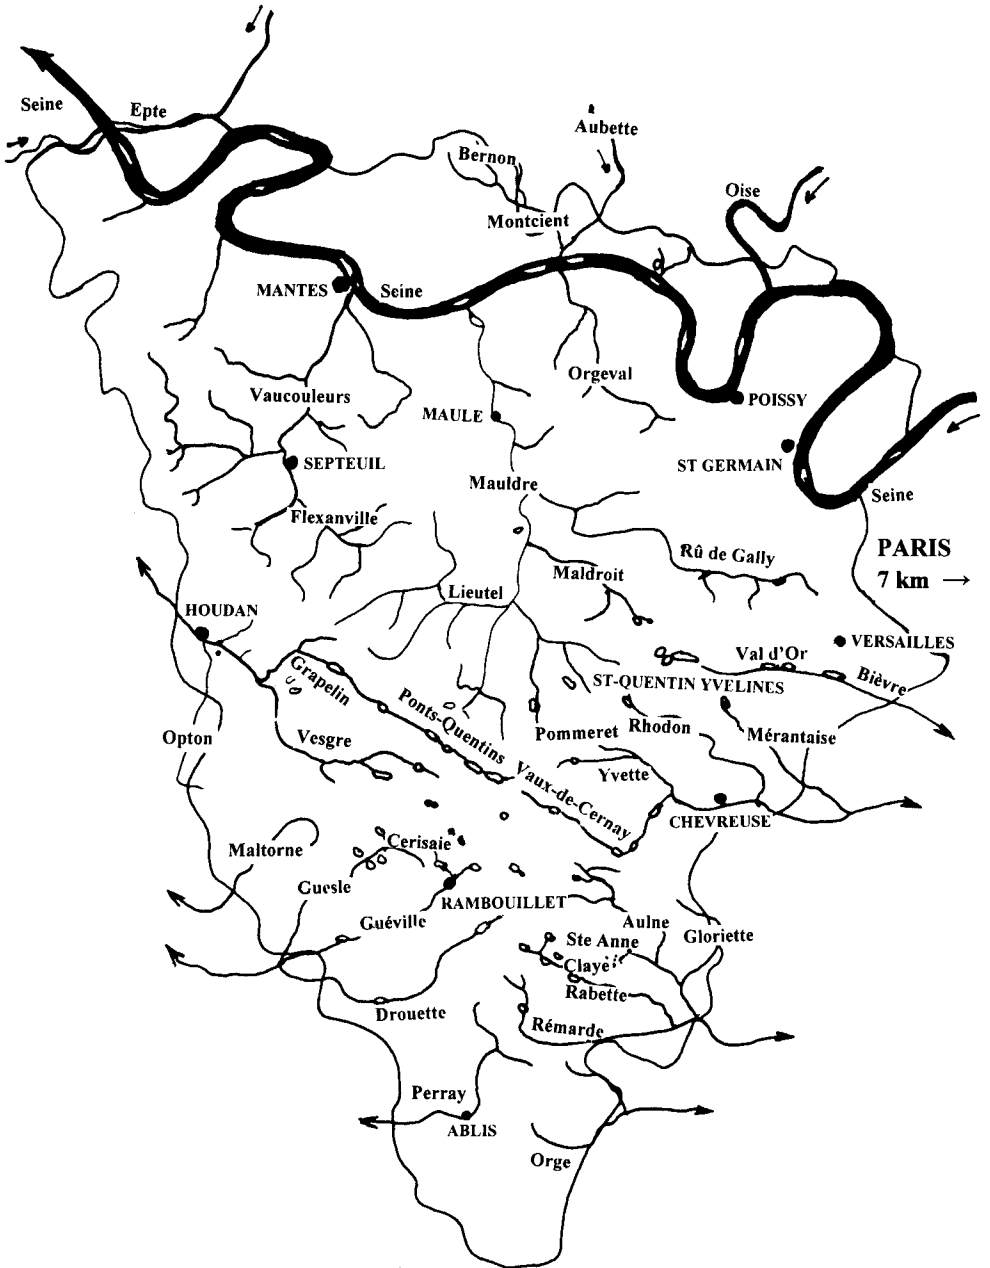 Seine
Epte
Aubette
Bernon
Oise
Montcient
MANTES
Seine
Orgeval
Vaucouleurs
MAULE
POISSY
SEPTEUIL
ST GERMAIN
Mauldre
Seine
Flexanville
PARIS
7 km →
Rû de Gally
Maldroit
Lieutel
HOUDAN
VERSAILLES
Val d'Or
Grapelin
ST-QUENTIN YVELINES
Bièvre
Ponts-Quentins
Opton
Vesgre
Pommeret
Rhodon
Mérantaise
Yvette
Vaux-de-Cernay
CHEVREUSE
Maltorne
Cerisaie
Guesle
RAMBOUILLET
Guéville
Aulne
Gloriette
Ste Anne
Claye
Rabette
Drouette
Rémarde
Perray
ABLIS
Orge